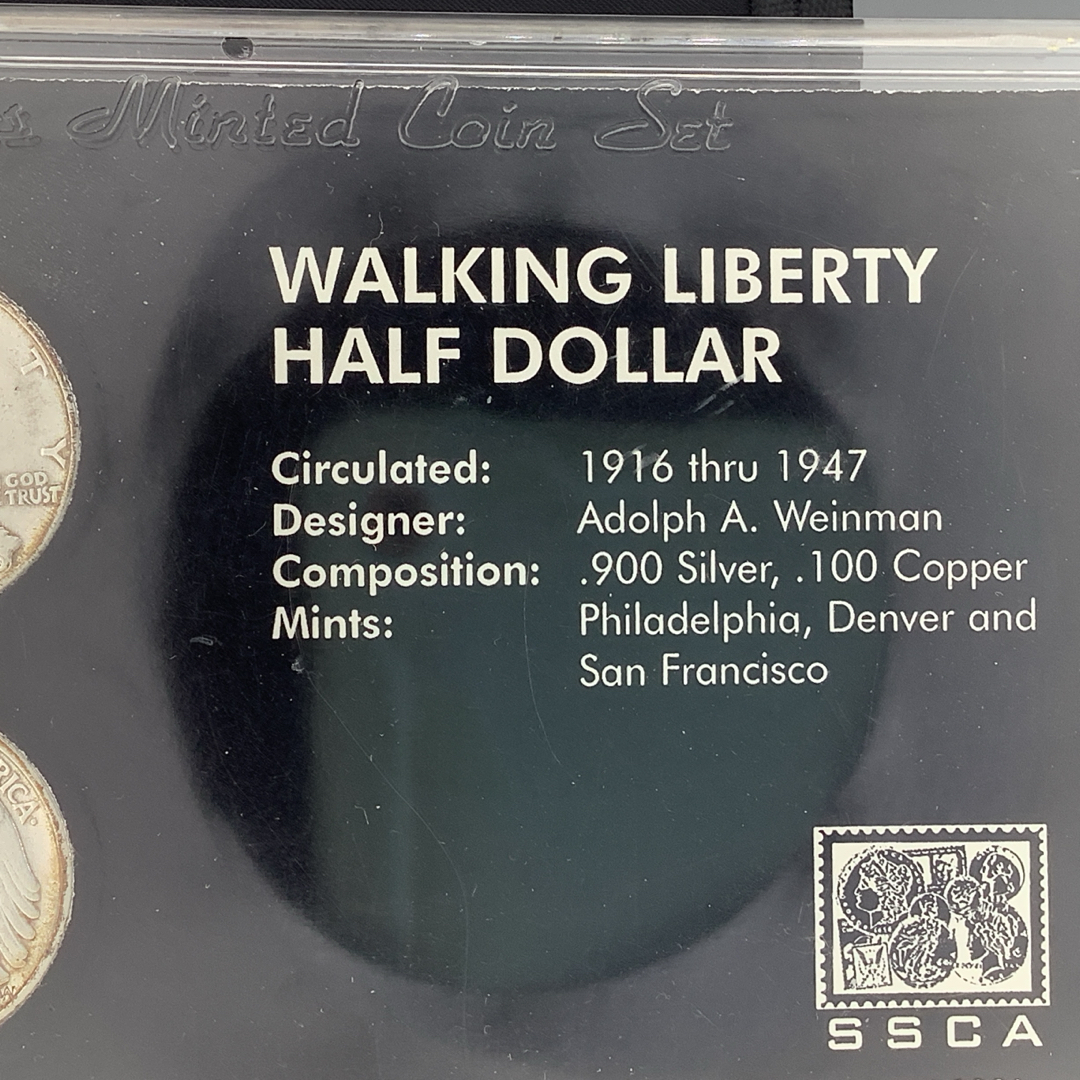 s Minted Coin Set
WALKING LIBERTY
HALF DOLLAR
Circulated: 1916 thru 1947
Designer: Adolph A. Weinman
Composition: .900 Silver, .100 Copper
Mints: Philadelphia, Denver and
San Francisco
T
Y
GOD
TRUST
RICA
SSCA